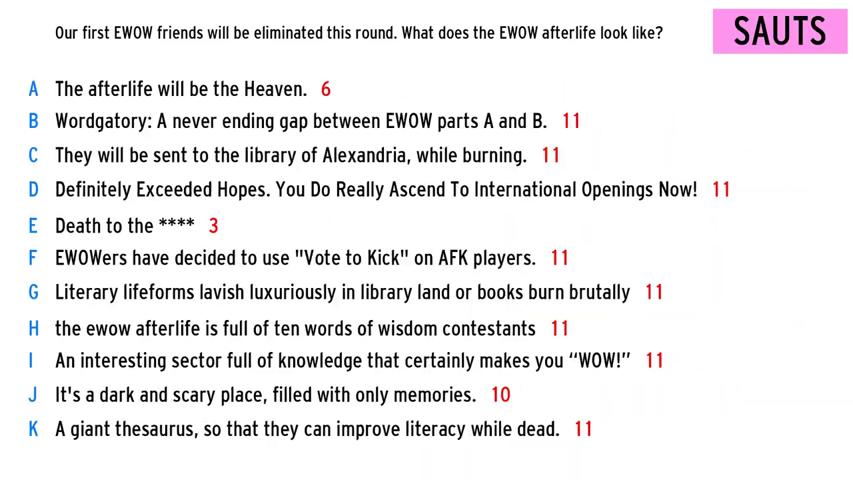 Our first EWOW friends will be eliminated this round. What does the EWOW afterlife look like?
SAUTS
A The afterlife will be the Heaven. 6
B Wordgatory: A never ending gap between EWOW parts A and B. 11
C They will be sent to the library of Alexandria, while burning. 11
D Definitely Exceeded Hopes. You Do Really Ascend To International Openings Now! 11
E Death to the **** 3
F EWOWers have decided to use "Vote to Kick" on AFK players. 11
G Literary lifeforms lavish luxuriously in library land or books burn brutally 11
H the ewow afterlife is full of ten words of wisdom contestants 11
I An interesting sector full of knowledge that certainly makes you “WOW!” 11
J It's a dark and scary place, filled with only memories. 10
K A giant thesaurus, so that they can improve literacy while dead. 11